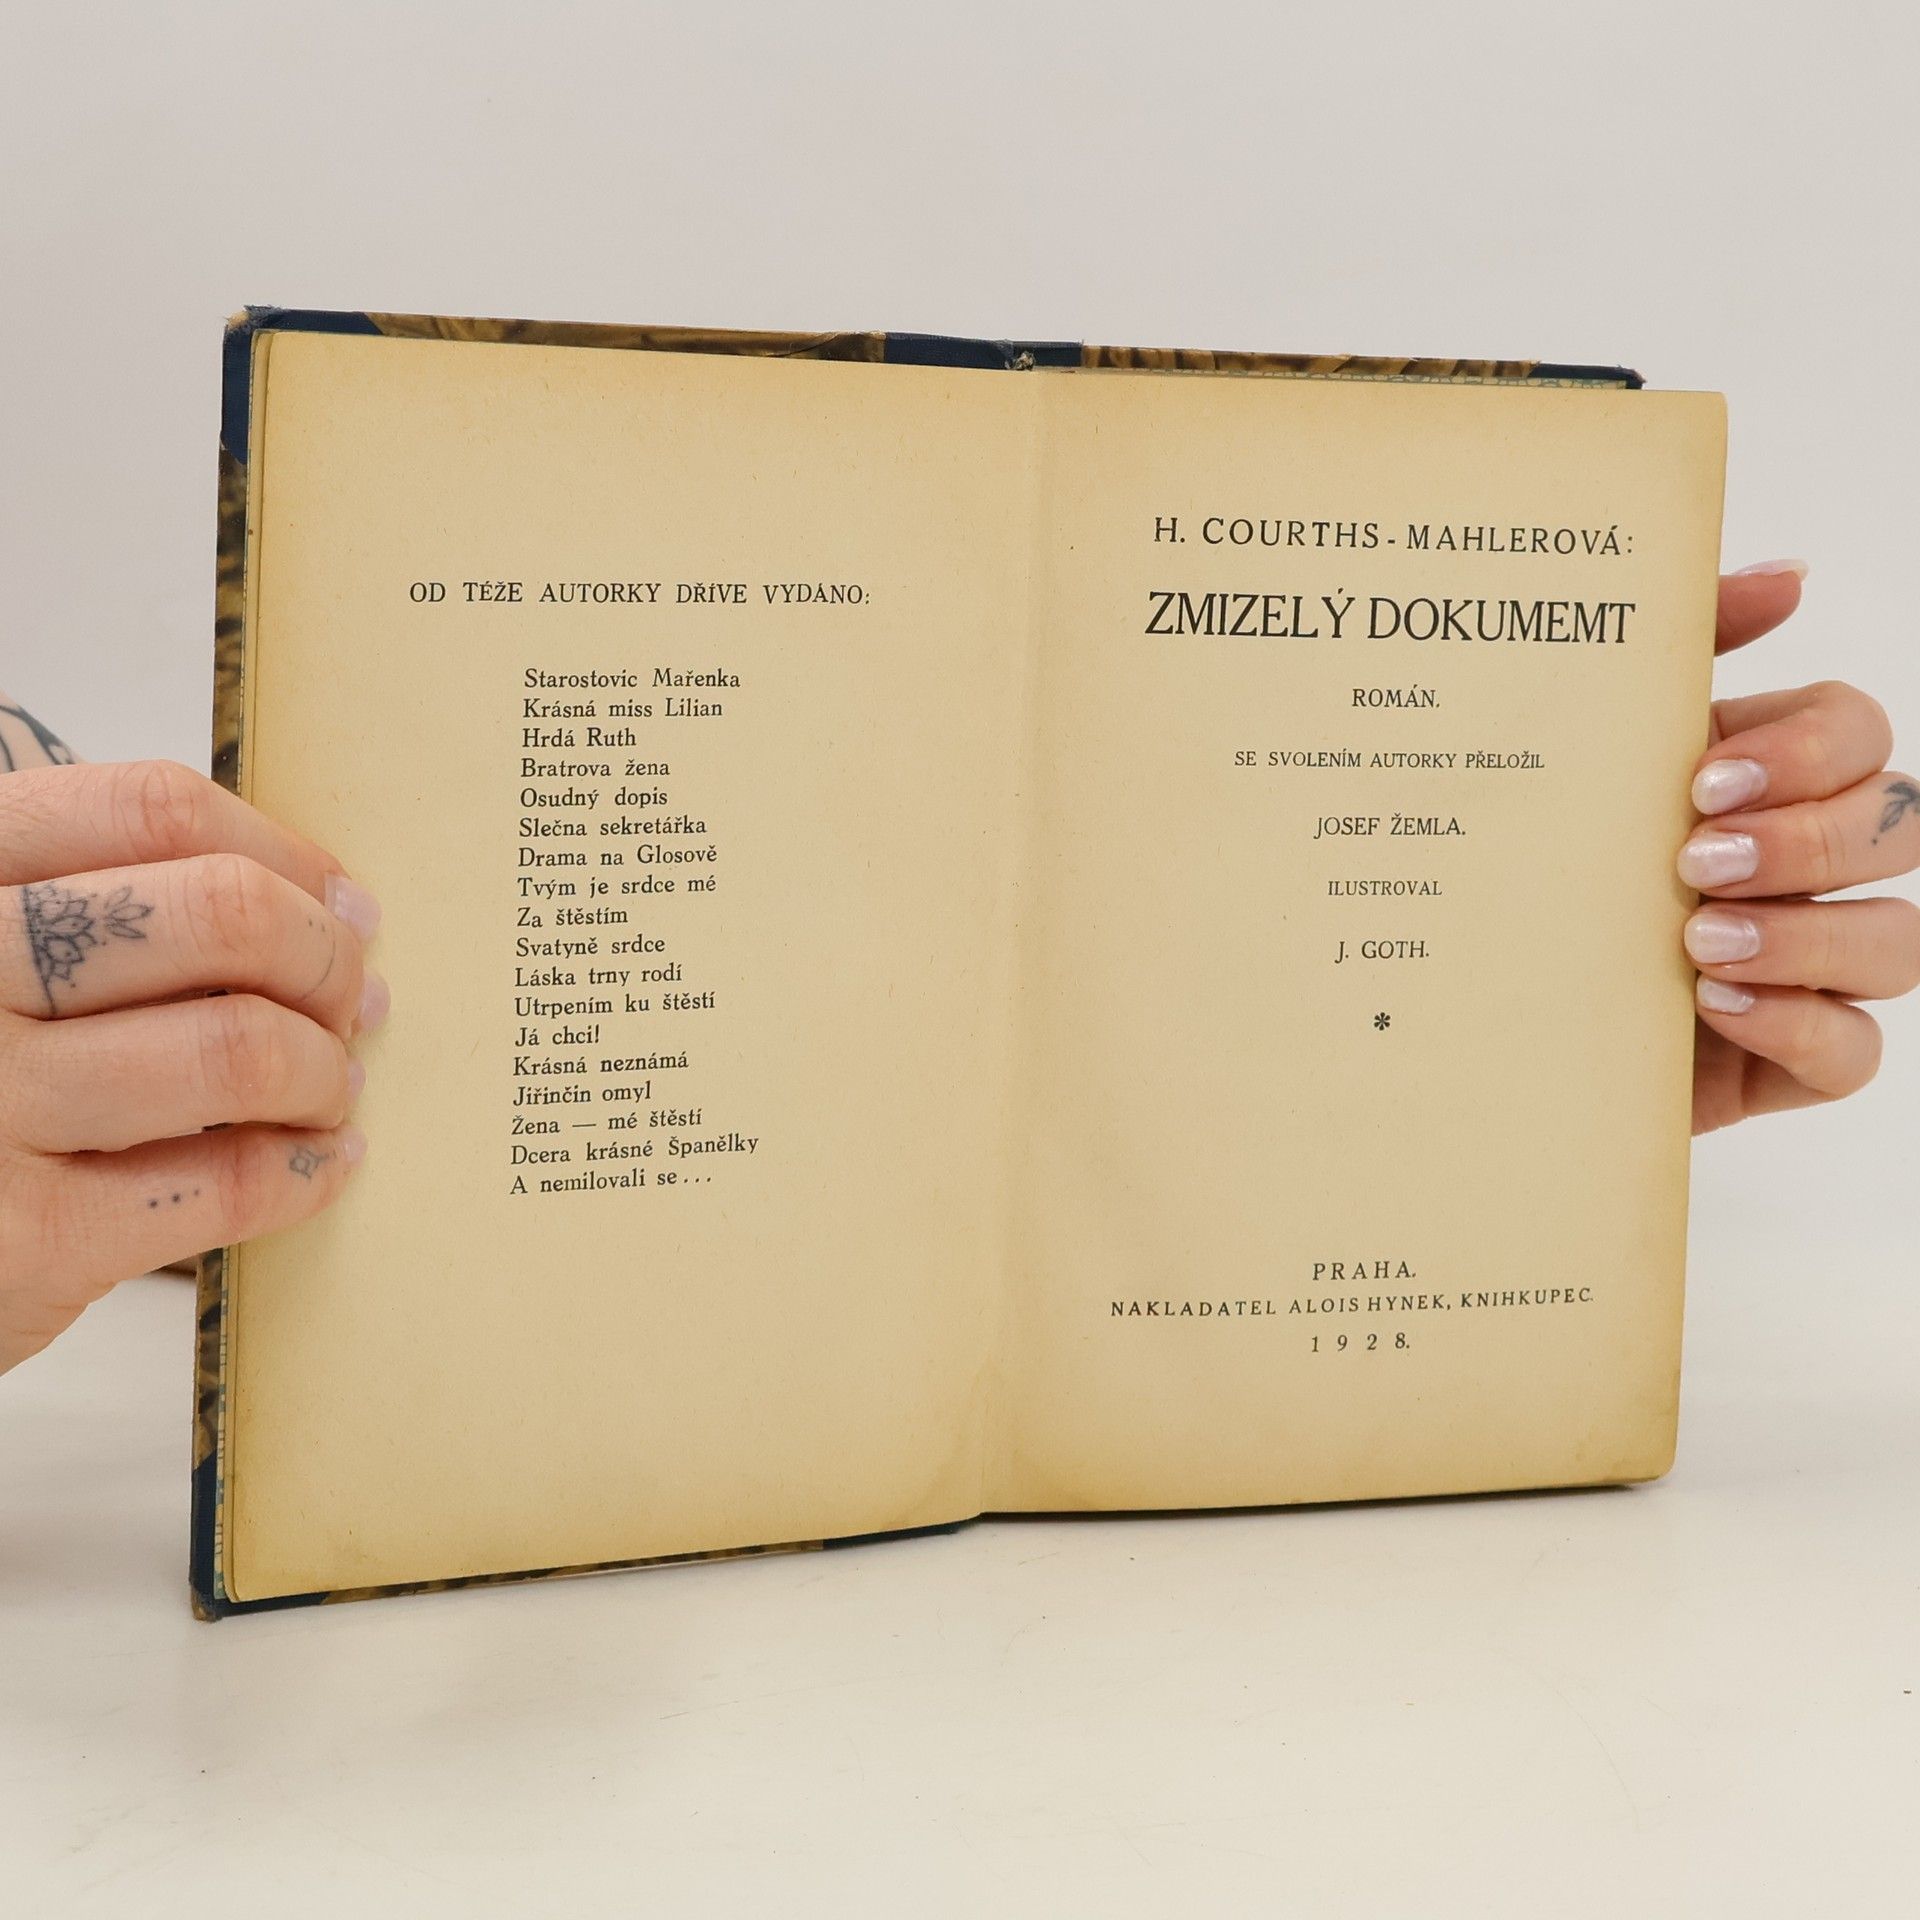 OD TÉŽE AUTORKY DŘÍVE VYDÁNO:
Starostovic Mařenka
Krásná miss Lilian
Hrdá Ruth
Bratrova žena
Osudný dopis
Slečna sekretářka
Drama na Glosově
Tvým je srdce mé
Za štěstím
Svatyně srdce
Láska trny rodí
Utrpením ku štěstí
Já chci!
Krásná neznámá
Jiřinčin omyl
Žena — mé štěstí
Dcera krásné Španělky
A nemilovali se...
H. COURTHS-MAHLEROVÁ:
ZMIZELÝ DOKUMEMT
ROMÁN.
SE SVOLENÍM AUTORKY PŘELOŽIL
JOSEF ŽEMLA.
ILUSTROVAL
J. GOTH.
*
PRAHA.
NAKLADATEL ALOIS HYNEK, KNIHKUPEC.
1928.